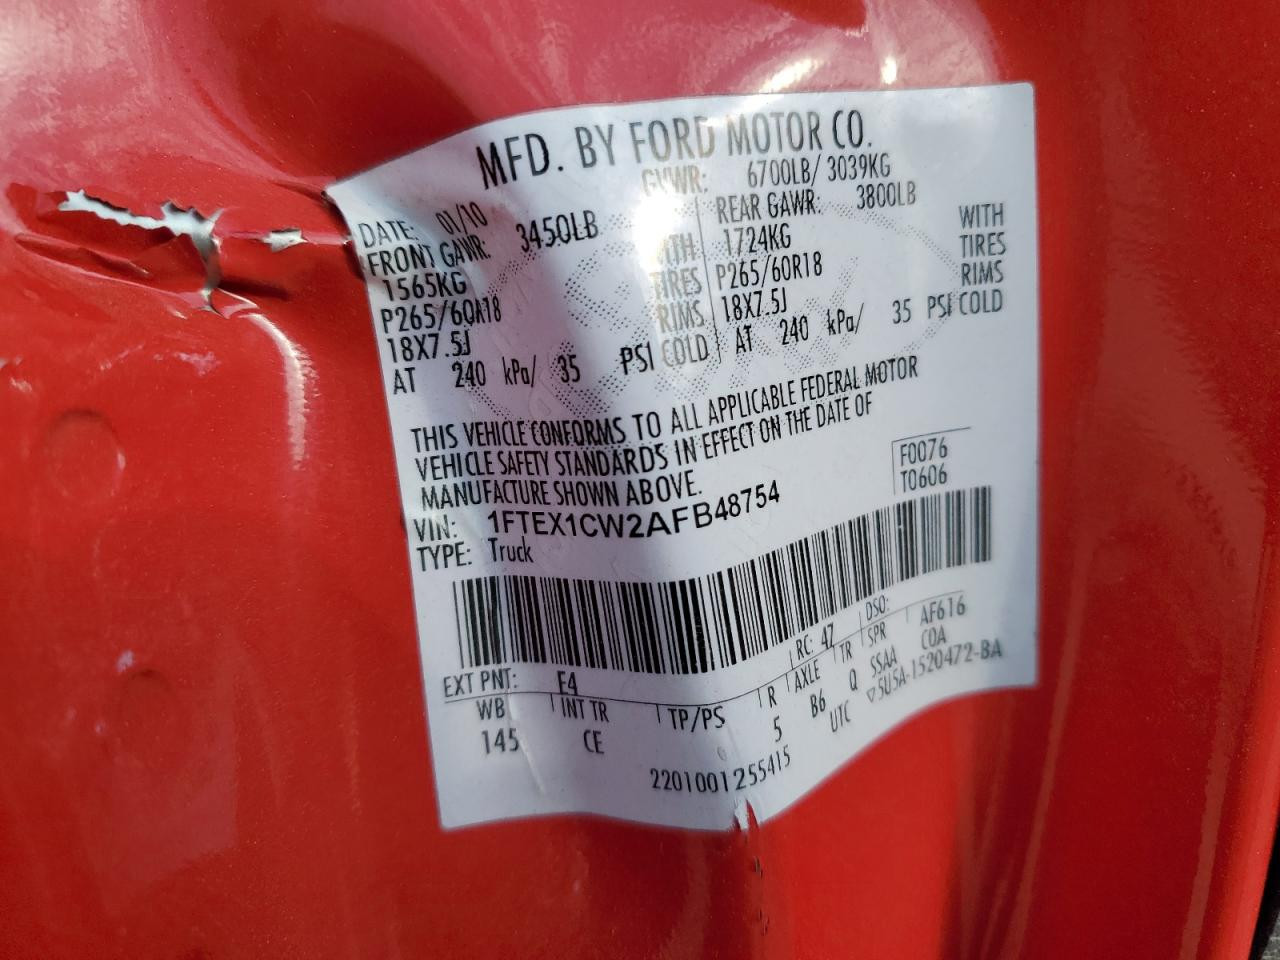 MFD. BY FORD MOTOR CO.
DATE: 01/10 GVWR: 6700LB/ 3039KG
FRONT GAWR: 3450LB REAR GAWR: 3800LB
1565KG WITH 1724KG WITH
P265/60R18 TIRES P265/60R18 TIRES
18X7.5J RIMS 18X7.5J RIMS
AT 240 kPa/ 35 PSI COLD AT 240 kPa/ 35 PSI COLD
THIS VEHICLE CONFORMS TO ALL APPLICABLE FEDERAL MOTOR
VEHICLE SAFETY STANDARDS IN EFFECT ON THE DATE OF
MANUFACTURE SHOWN ABOVE.
F0076
T0606
VIN: 1FTEX1CW2AFB48754
TYPE: Truck
EXT PNT: F4 RC: 47 DSO: AF616
WB INT TR TP/PS R AXLE TR SPR COA
145 CE 5 B6 Q SSAA
UTC ▽5U5A-1520472-BA
2201001255415